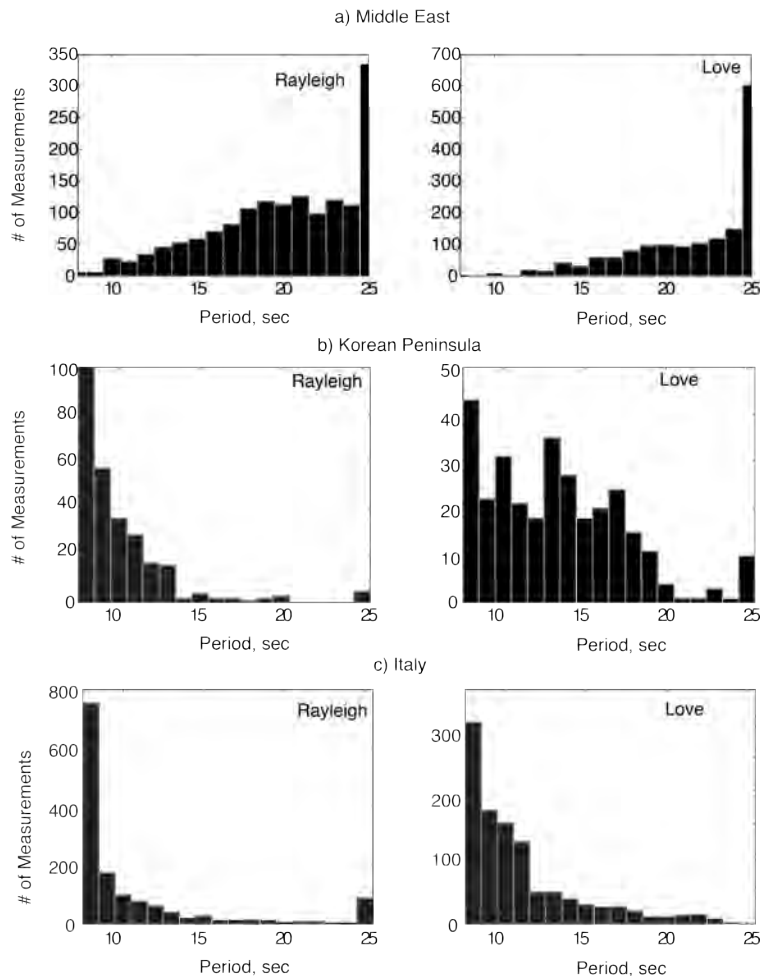 a) Middle East
350
300
250
200
150
100
50
0
# of Measurements
Rayleigh
10 15 20 25
Period, sec
700
600
500
400
300
200
100
0
Love
10 15 20 25
Period, sec
b) Korean Peninsula
100
80
60
40
20
0
# of Measurements
Rayleigh
10 15 20 25
Period, sec
50
40
30
20
10
0
Love
10 15 20 25
Period, sec
c) Italy
800
600
400
200
0
# of Measurements
Rayleigh
10 15 20 25
Period, sec
300
200
100
0
Love
10 15 20 25
Period, sec